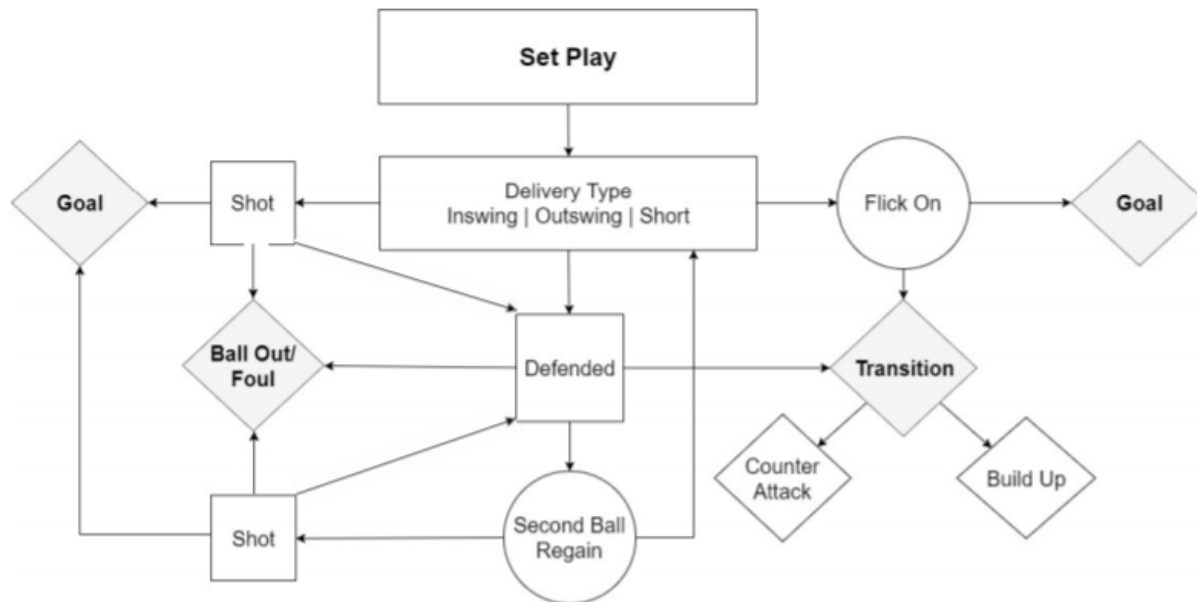 Set Play
Delivery Type
Inswing | Outswing | Short
Goal
Shot
Flick On
Goal
Ball Out/
Foul
Defended
Transition
Counter
Attack
Build Up
Shot
Second Ball
Regain